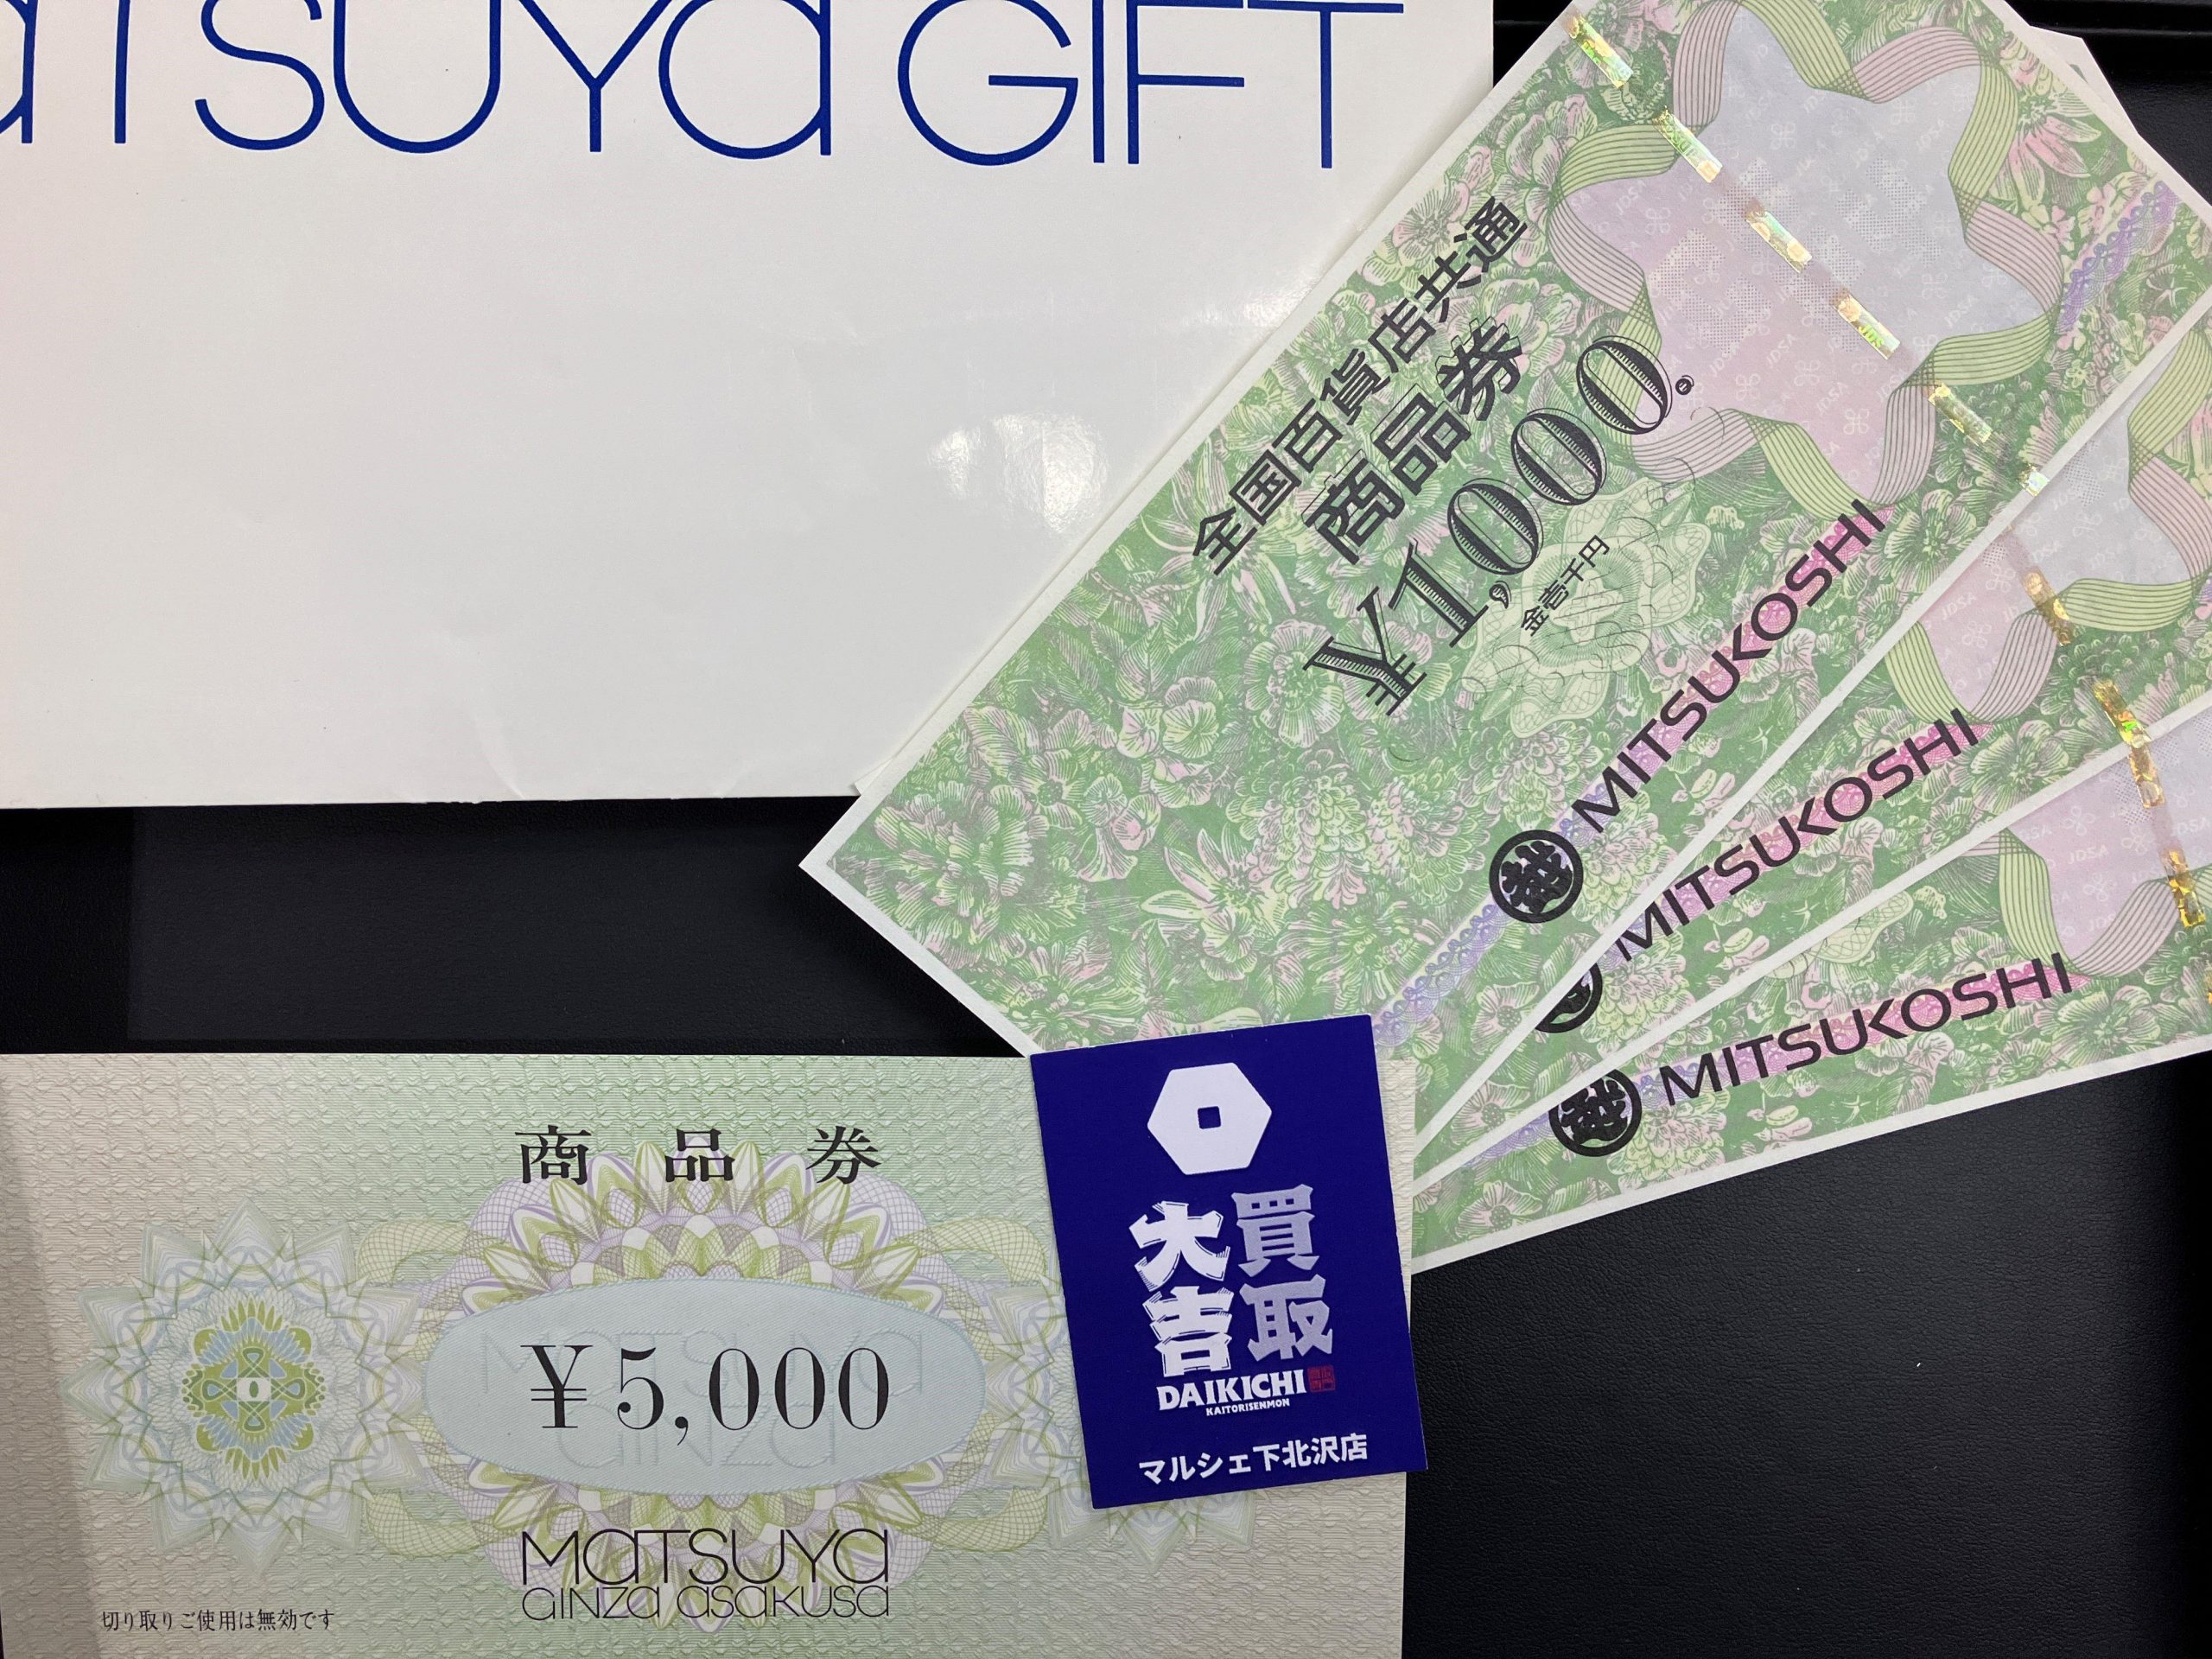 MATSUYA GIFT
全国百貨店共通
商品券
¥1,000.
金壱千円
MITSUKOSHI
MITSUKOSHI
MITSUKOSHI
商品券
¥5,000
MATSUYA
GINZA ASAKUSA
切り取りご使用は無効です
買取
大吉
DAIKICHI
KAITORISENMON
マルシェ下北沢店